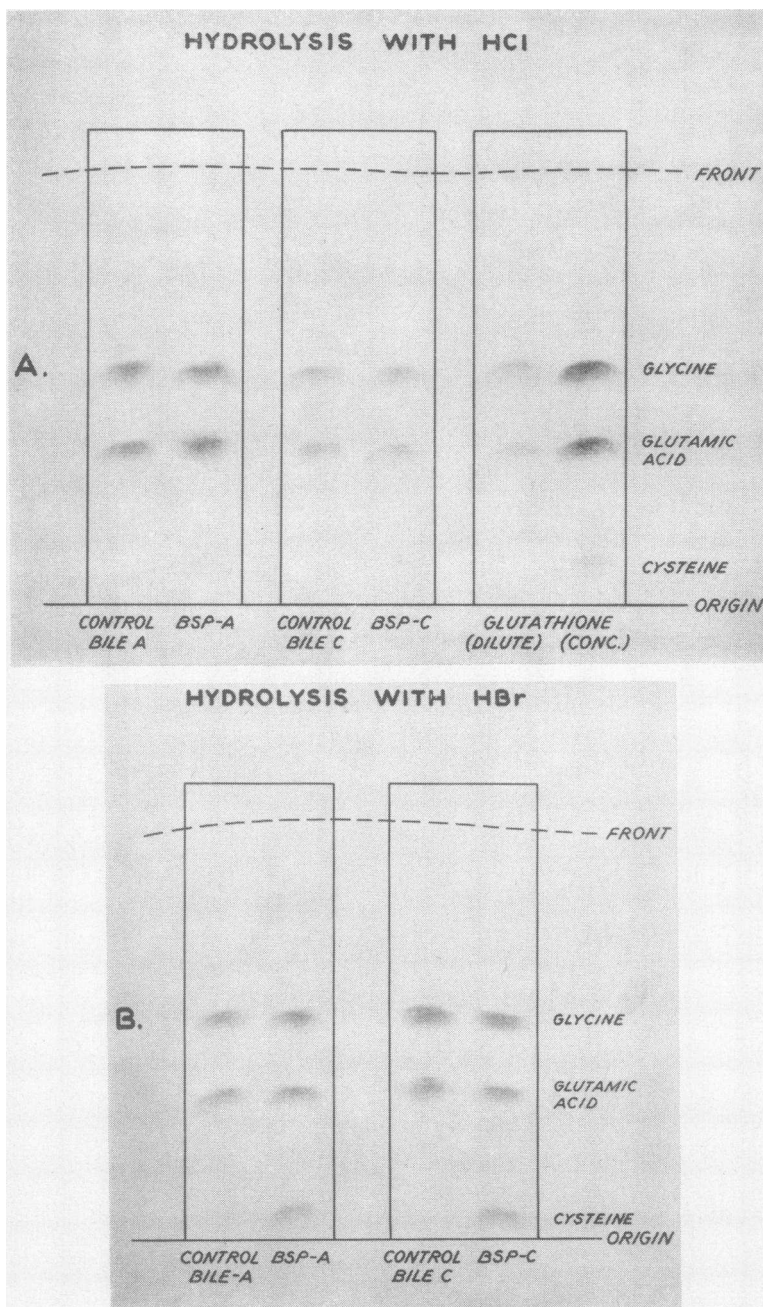 HYDROLYSIS WITH HCl
FRONT
A.
GLYCINE
GLUTAMIC
ACID
CYSTEINE
ORIGIN
CONTROL BSP-A CONTROL BSP-C GLUTATHIONE
BILE A BILE C (DILUTE) (CONC.)
HYDROLYSIS WITH HBr
FRONT
B.
GLYCINE
GLUTAMIC
ACID
CYSTEINE
ORIGIN
CONTROL BSP-A CONTROL BSP-C
BILE-A BILE C